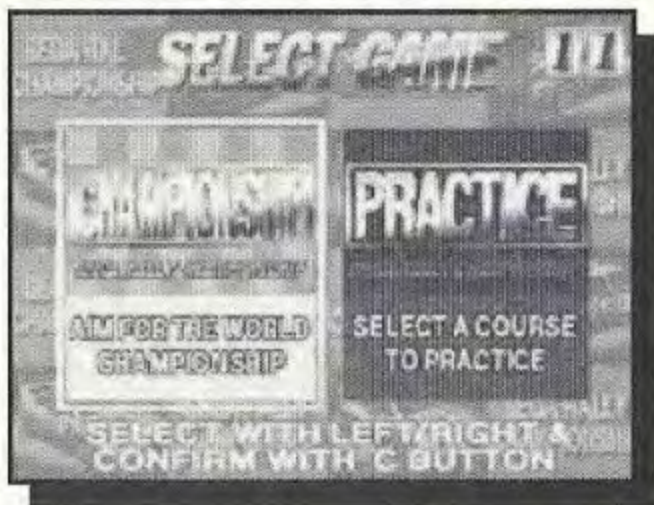 SELECT GAME 11
CHAMPIONSHIP
PRACTICE
AIM FOR THE WORLD
CHAMPIONSHIP
SELECT A COURSE
TO PRACTICE
SELECT WITH LEFT/RIGHT &
CONFIRM WITH 'C' BUTTON